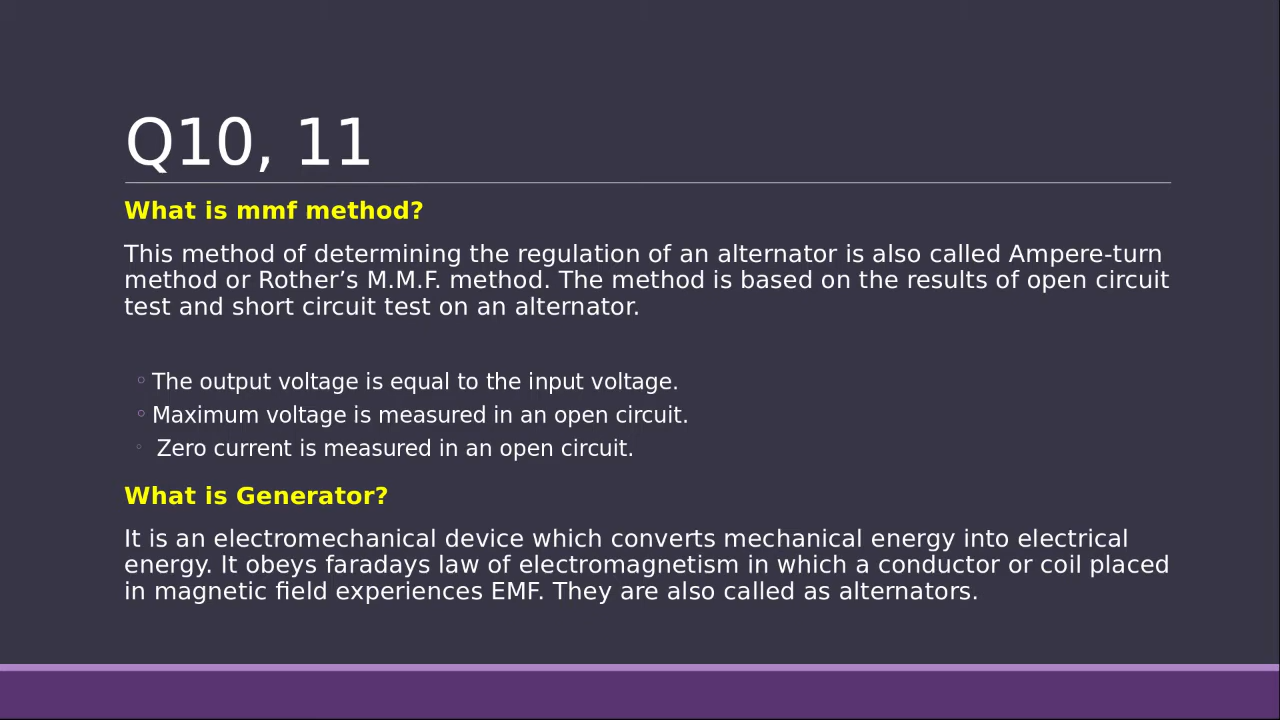 Q10, 11
What is mmf method?
This method of determining the regulation of an alternator is also called Ampere-turn
method or Rother’s M.M.F. method. The method is based on the results of open circuit
test and short circuit test on an alternator.
◦ The output voltage is equal to the input voltage.
◦ Maximum voltage is measured in an open circuit.
◦ Zero current is measured in an open circuit.
What is Generator?
It is an electromechanical device which converts mechanical energy into electrical
energy. It obeys faradays law of electromagnetism in which a conductor or coil placed
in magnetic field experiences EMF. They are also called as alternators.